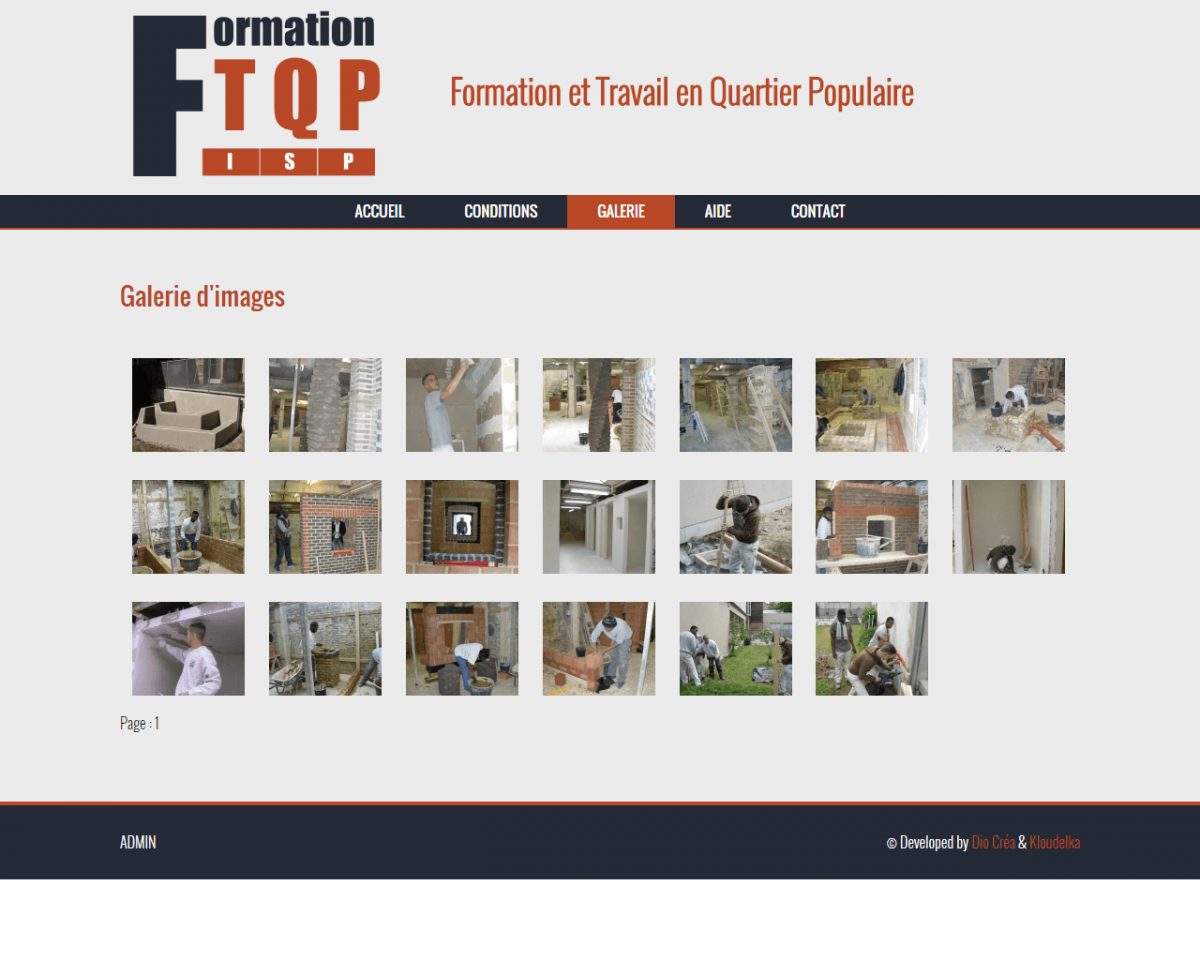 Formation
TQP
I S P
Formation et Travail en Quartier Populaire
ACCUEIL CONDITIONS GALERIE AIDE CONTACT
Galerie d'images
Page : 1
ADMIN
© Developed by Dio Créa & Kloudelka